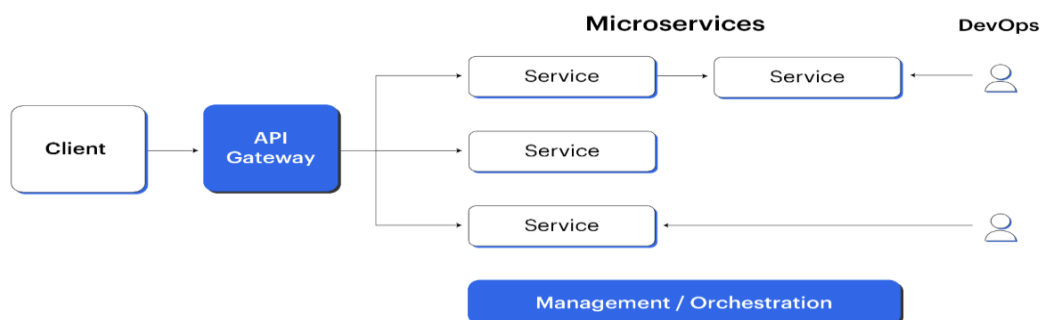 Microservices
DevOps
Service
Service
Client
API
Gateway
Service
Service
Management / Orchestration